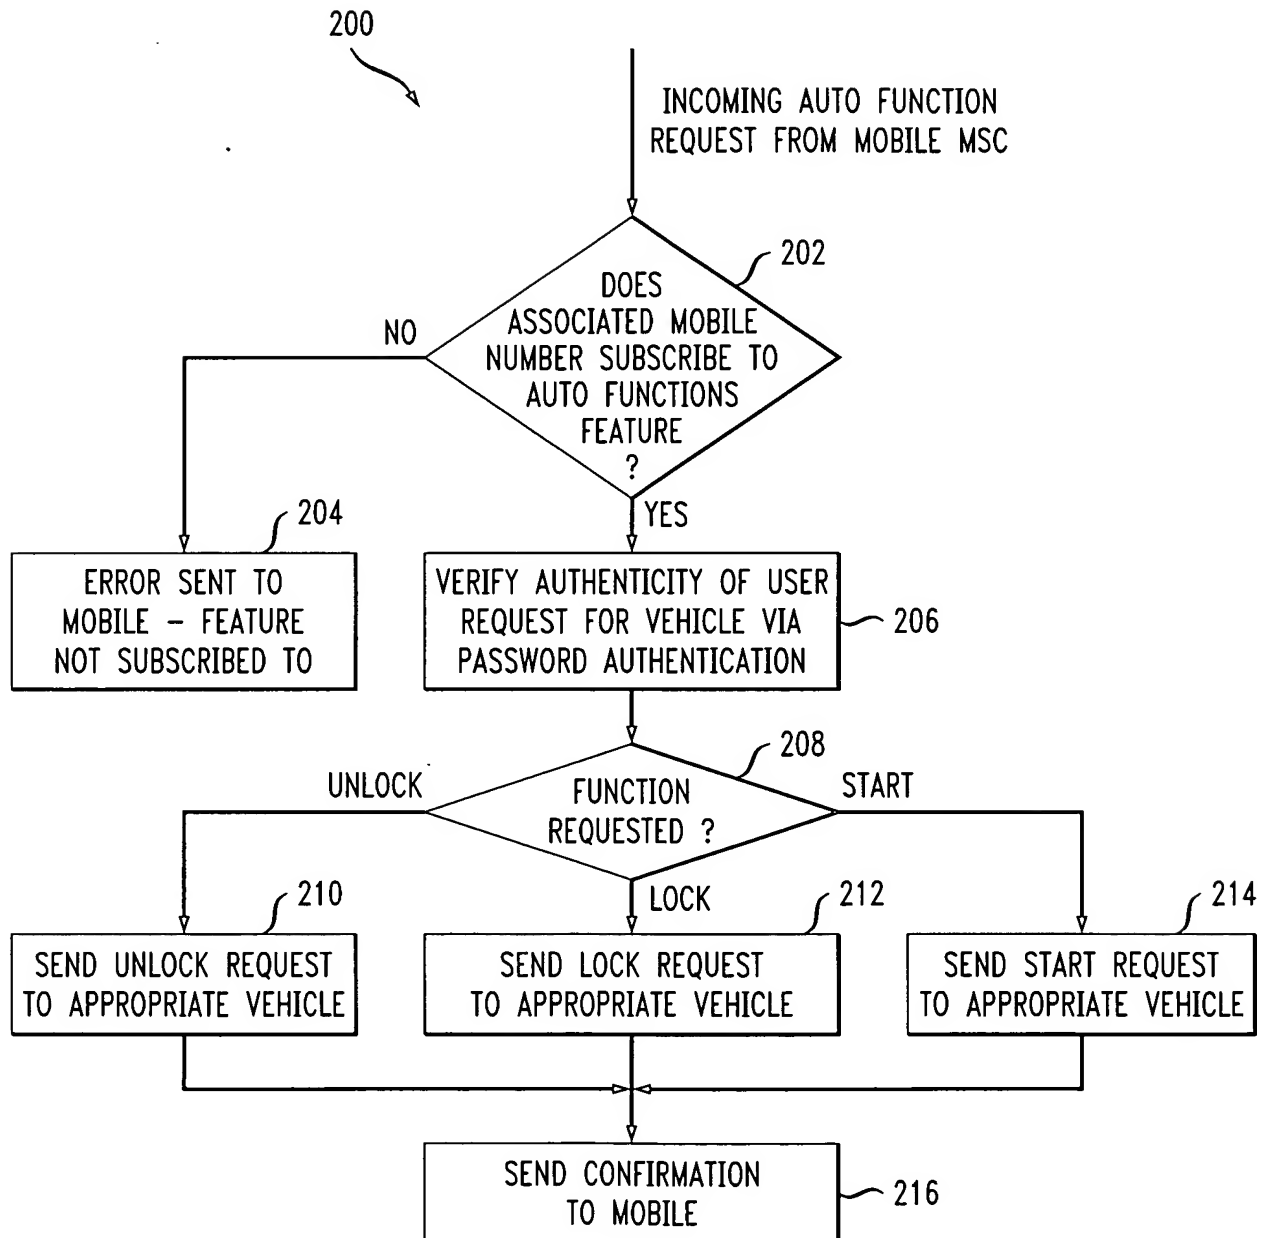 200
INCOMING AUTO FUNCTION
REQUEST FROM MOBILE MSC
202
DOES
ASSOCIATED MOBILE
NUMBER SUBSCRIBE TO
AUTO FUNCTIONS
FEATURE
?
NO
YES
204
ERROR SENT TO
MOBILE – FEATURE
NOT SUBSCRIBED TO
VERIFY AUTHENTICITY OF USER
REQUEST FOR VEHICLE VIA
PASSWORD AUTHENTICATION
206
208
FUNCTION
REQUESTED ?
UNLOCK
START
LOCK
210
SEND UNLOCK REQUEST
TO APPROPRIATE VEHICLE
212
SEND LOCK REQUEST
TO APPROPRIATE VEHICLE
214
SEND START REQUEST
TO APPROPRIATE VEHICLE
SEND CONFIRMATION
TO MOBILE
216